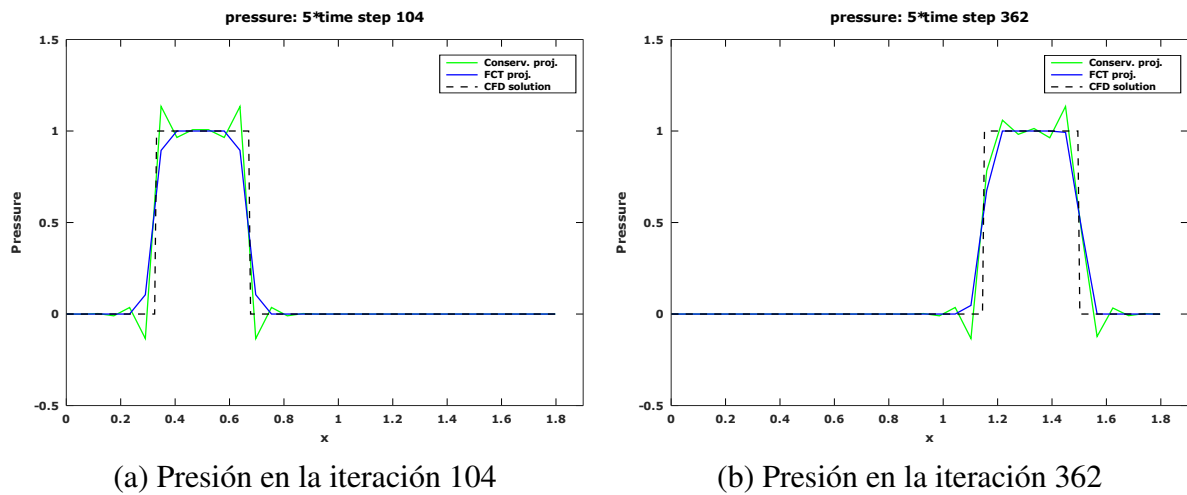 pressure: 5*time step 104
1.5
1
0.5
0
-0.5
Pressure
0 0.2 0.4 0.6 0.8 1 1.2 1.4 1.6 1.8
x
Conserv. proj.
FCT proj.
CFD solution
(a) Presión en la iteración 104
pressure: 5*time step 362
1.5
1
0.5
0
-0.5
Pressure
0 0.2 0.4 0.6 0.8 1 1.2 1.4 1.6 1.8
x
Conserv. proj.
FCT proj.
CFD solution
(b) Presión en la iteración 362